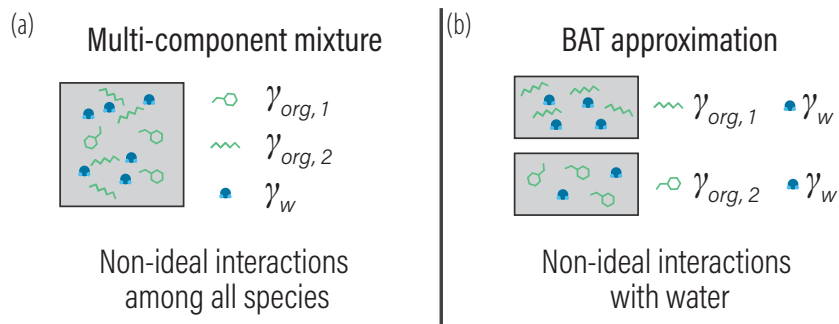 (a)
Multi-component mixture
γorg, 1
γorg, 2
γw
Non-ideal interactions
among all species
(b)
BAT approximation
γorg, 1 γw
γorg, 2 γw
Non-ideal interactions
with water